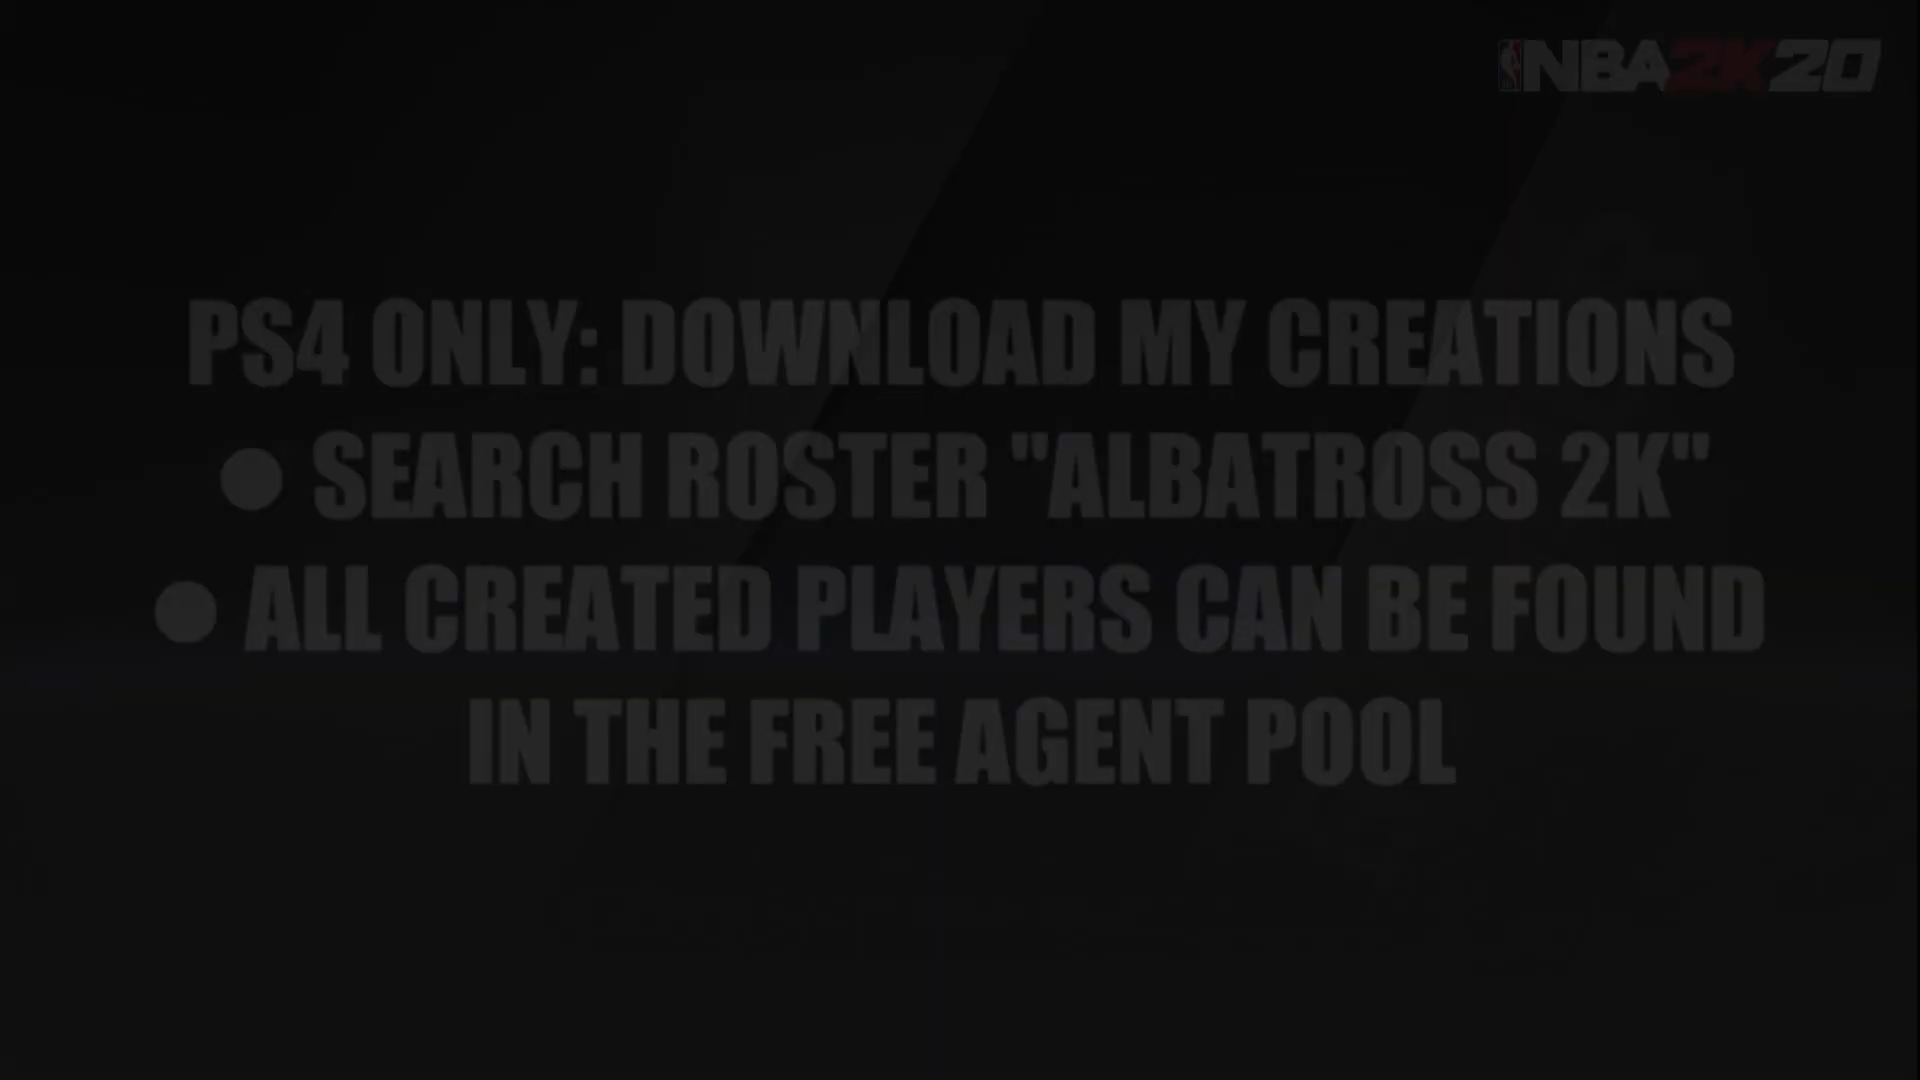 NBA2K20
PS4 ONLY: DOWNLOAD MY CREATIONS
● SEARCH ROSTER "ALBATROSS 2K"
● ALL CREATED PLAYERS CAN BE FOUND
IN THE FREE AGENT POOL